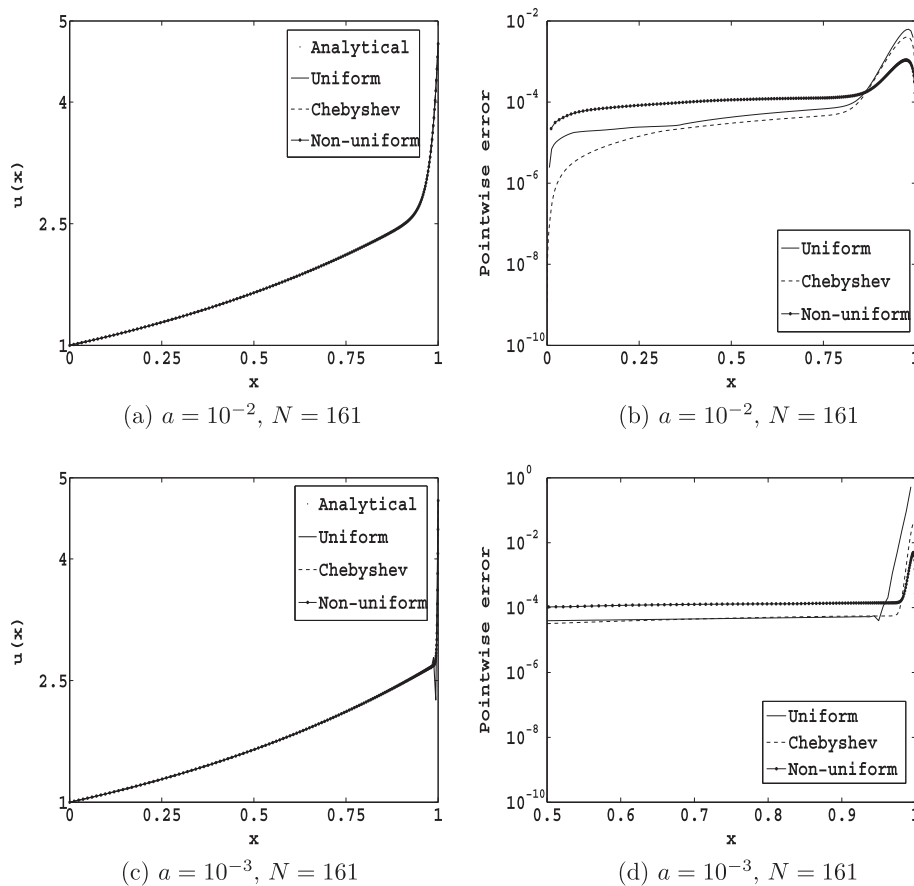 5
4
2.5
1
u(x)
Analytical
Uniform
Chebyshev
Non-uniform
0 0.25 0.5 0.75 1
x
(a) a = 10⁻², N = 161
10⁻²
10⁻⁴
10⁻⁶
10⁻⁸
10⁻¹⁰
Pointwise error
Uniform
Chebyshev
Non-uniform
0 0.25 0.5 0.75 1
x
(b) a = 10⁻², N = 161
5
4
2.5
1
u(x)
Analytical
Uniform
Chebyshev
Non-uniform
0 0.25 0.5 0.75 1
x
(c) a = 10⁻³, N = 161
10⁰
10⁻²
10⁻⁴
10⁻⁶
10⁻⁸
10⁻¹⁰
Pointwise error
Uniform
Chebyshev
Non-uniform
0.5 0.6 0.7 0.8 0.9 1
x
(d) a = 10⁻³, N = 161